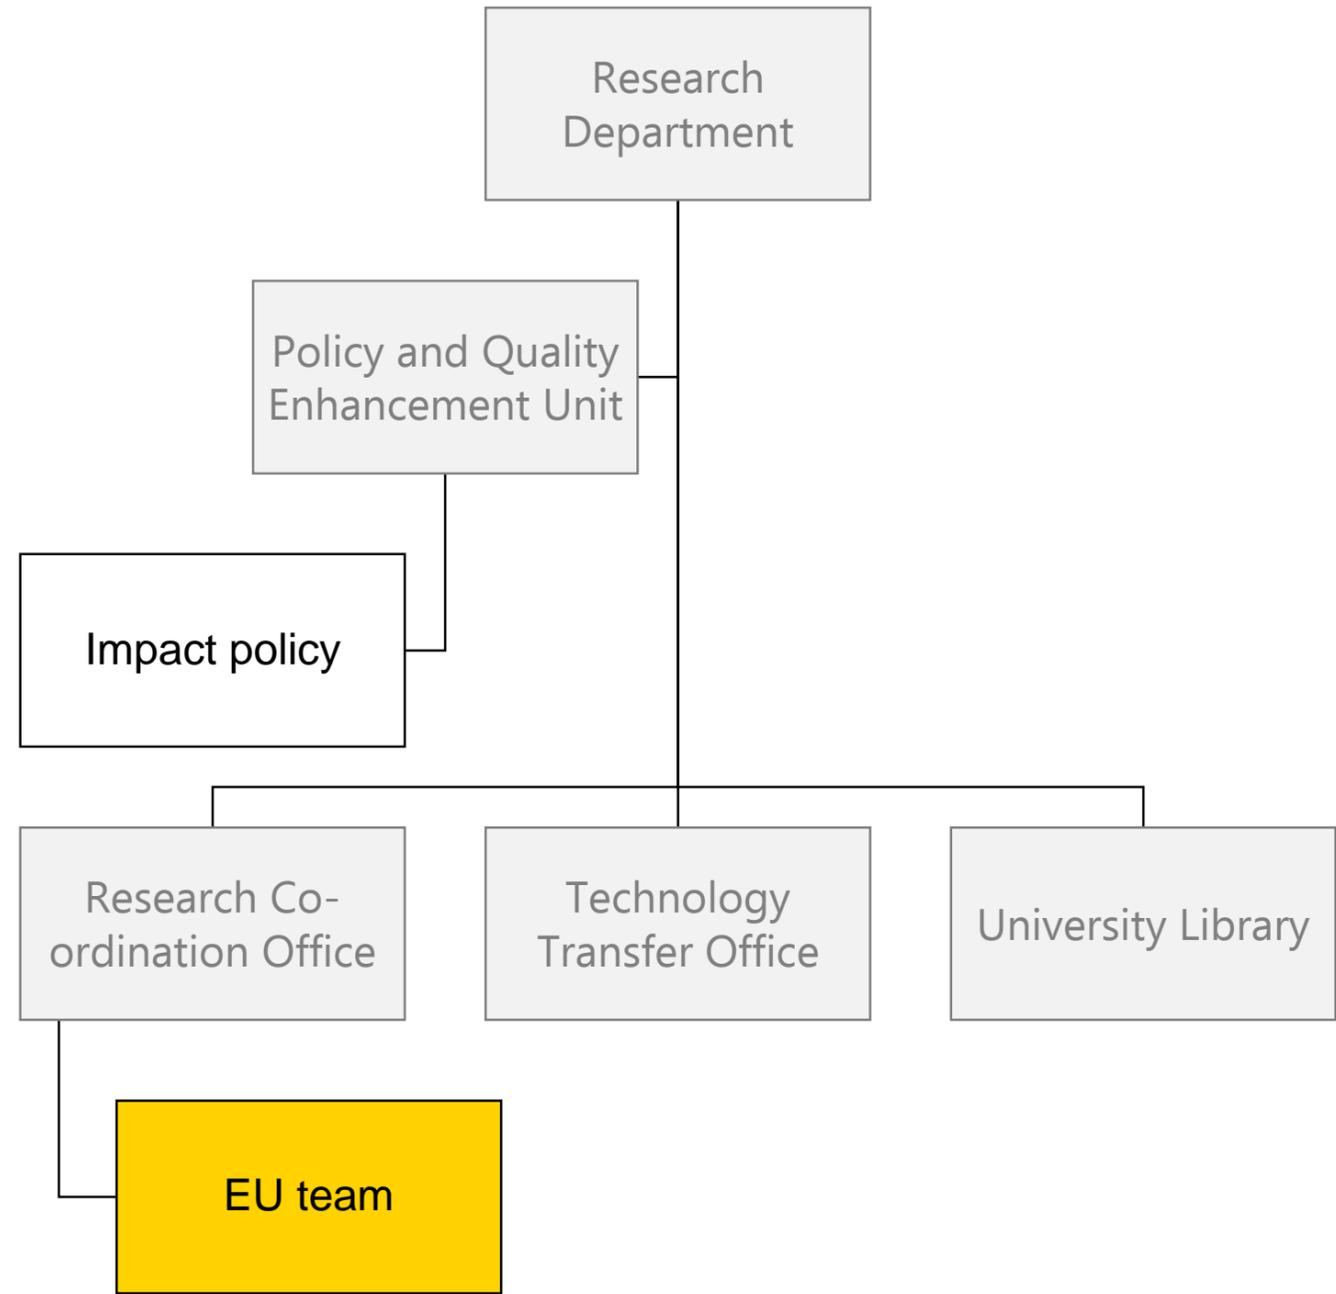 Research
Department
Policy and Quality
Enhancement Unit
Impact policy
Research Co-
ordination Office
Technology
Transfer Office
University Library
EU team